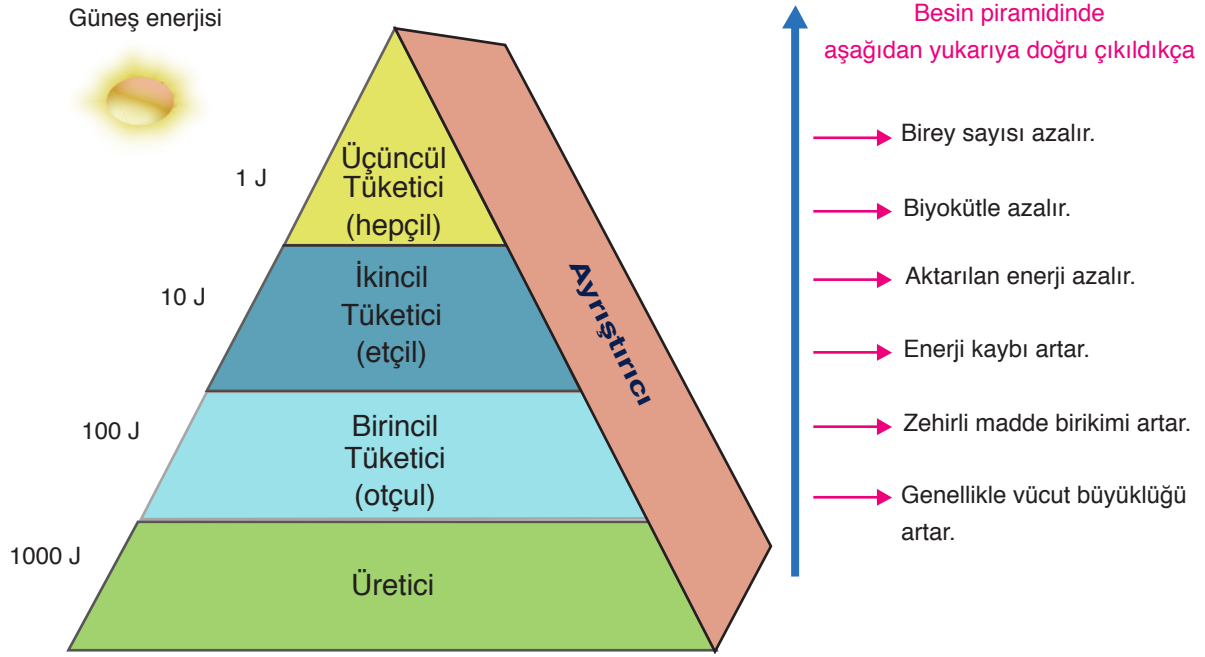 Güneş enerjisi
1 J
10 J
100 J
1000 J
Üçüncül
Tüketici
(hepçil)
İkincil
Tüketici
(etçil)
Birincil
Tüketici
(otçul)
Üretici
Ayrıştırıcı
Besin piramidinde
aşağıdan yukarıya doğru çıkıldıkça
Birey sayısı azalır.
Biyokütle azalır.
Aktarılan enerji azalır.
Enerji kaybı artar.
Zehirli madde birikimi artar.
Genellikle vücut büyüklüğü
artar.